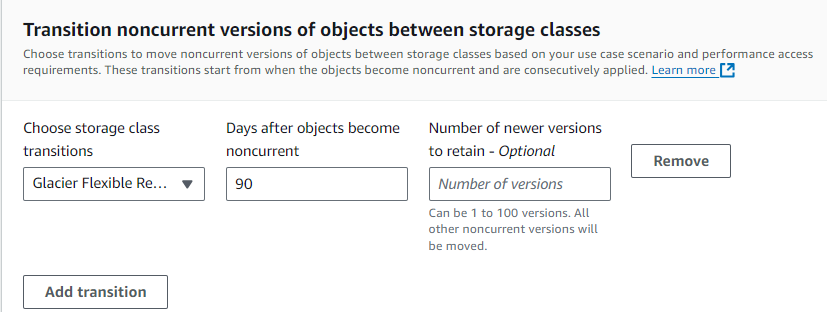 Transition noncurrent versions of objects between storage classes
Choose transitions to move noncurrent versions of objects between storage classes based on your use case scenario and performance access
requirements. These transitions start from when the objects become noncurrent and are consecutively applied. Learn more
Choose storage class
transitions
Glacier Flexible Re...
Days after objects become
noncurrent
90
Number of newer versions
to retain - Optional
Number of versions
Can be 1 to 100 versions. All
other noncurrent versions will
be moved.
Remove
Add transition